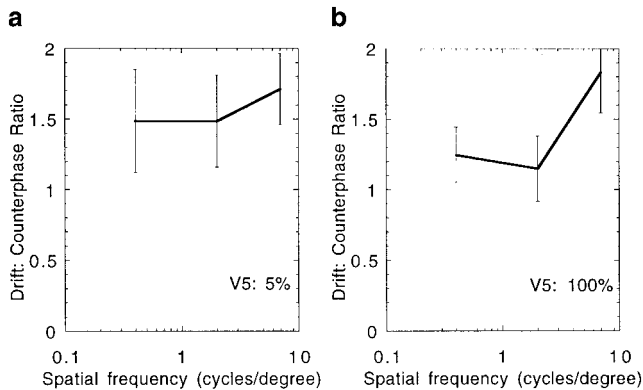 a
Drift: Counterphase Ratio
2
1.5
1
0.5
0
V5: 5%
0.1
1
10
Spatial frequency (cycles/degree)
b
Drift: Counterphase Ratio
2
1.5
1
0.5
0
V5: 100%
0.1
1
10
Spatial frequency (cycles/degree)